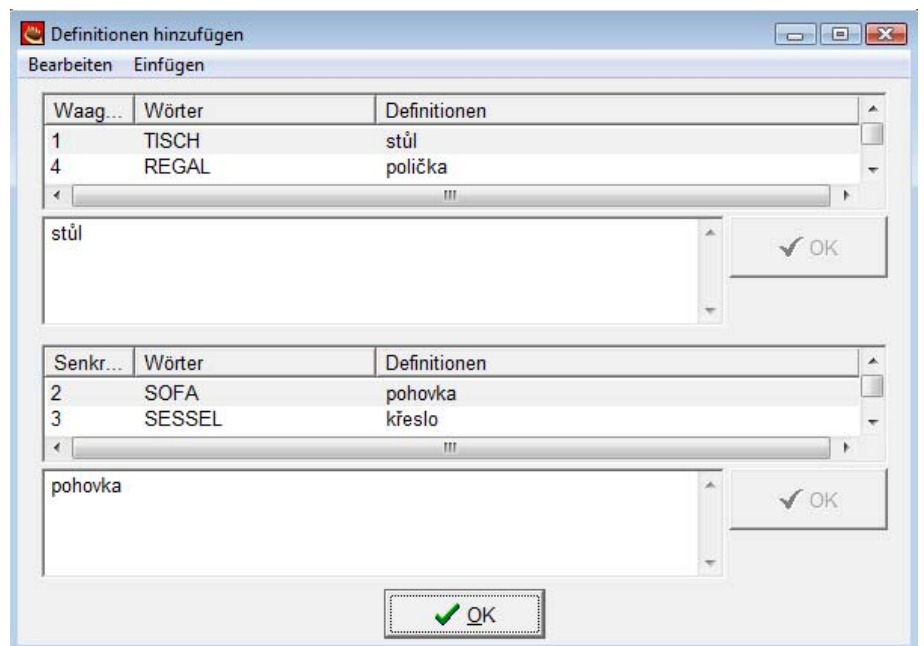 Definitionen hinzufügen
Bearbeiten Einfügen
Waag... Wörter Definitionen
1 TISCH stůl
4 REGAL polička
stůl
OK
Senkr... Wörter Definitionen
2 SOFA pohovka
3 SESSEL křeslo
pohovka
OK
OK